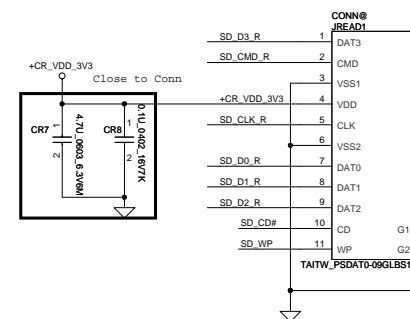 CONN@
JREAD1
+CR_VDD_3V3
Close to Conn
CR7
1
2
4.7U_0603_6.3V6M
CR8
1
2
0.1U_0402_16V7K
SD_D3_R 1 DAT3
SD_CMD_R 2 CMD
3 VSS1
+CR_VDD_3V3 4 VDD
SD_CLK_R 5 CLK
6 VSS2
SD_D0_R 7 DAT0
SD_D1_R 8 DAT1
SD_D2_R 9 DAT2
SD_CD# 10 CD G1
SD_WP 11 WP G2
TAITW_PSDAT0-09GLBS1